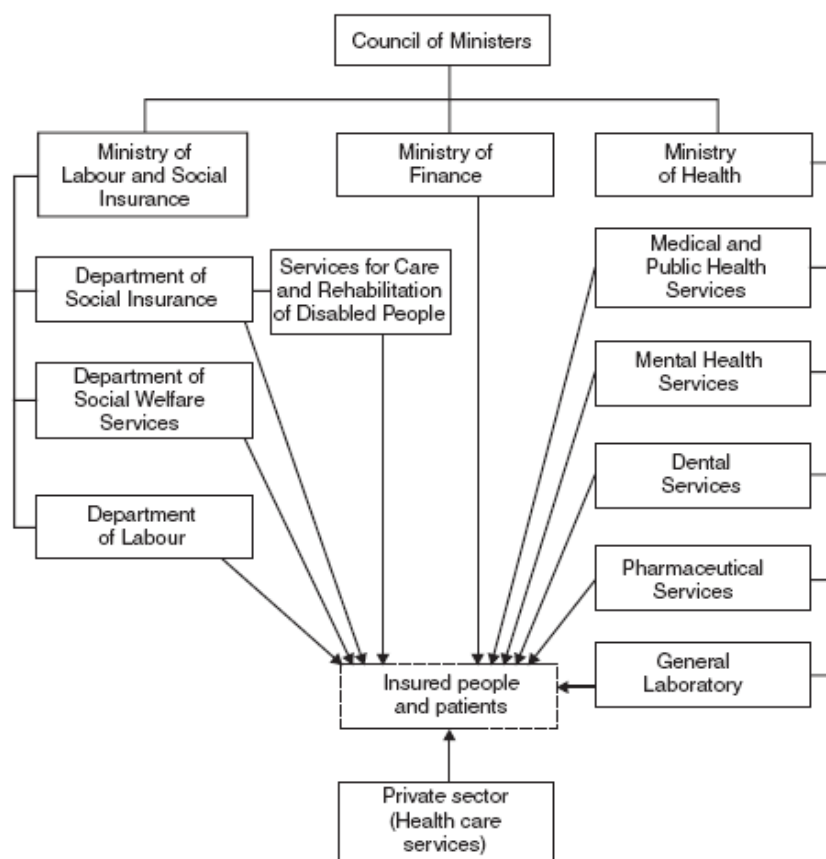 Council of Ministers
Ministry of
Labour and Social
Insurance
Ministry of
Finance
Ministry
of Health
Department of
Social Insurance
Services for Care
and Rehabilitation
of Disabled People
Medical and
Public Health
Services
Department of
Social Welfare
Services
Mental Health
Services
Dental
Services
Department
of Labour
Pharmaceutical
Services
Insured people
and patients
General
Laboratory
Private sector
(Health care
services)